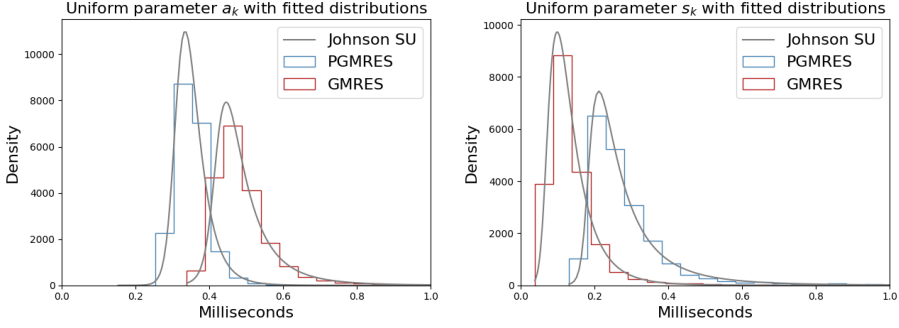 Uniform parameter a_k with fitted distributions
Density
10000
8000
6000
4000
2000
0
Johnson SU
PGMRES
GMRES
0.0 0.2 0.4 0.6 0.8 1.0
Milliseconds
Uniform parameter s_k with fitted distributions
Density
10000
8000
6000
4000
2000
0
Johnson SU
PGMRES
GMRES
0.0 0.2 0.4 0.6 0.8 1.0
Milliseconds